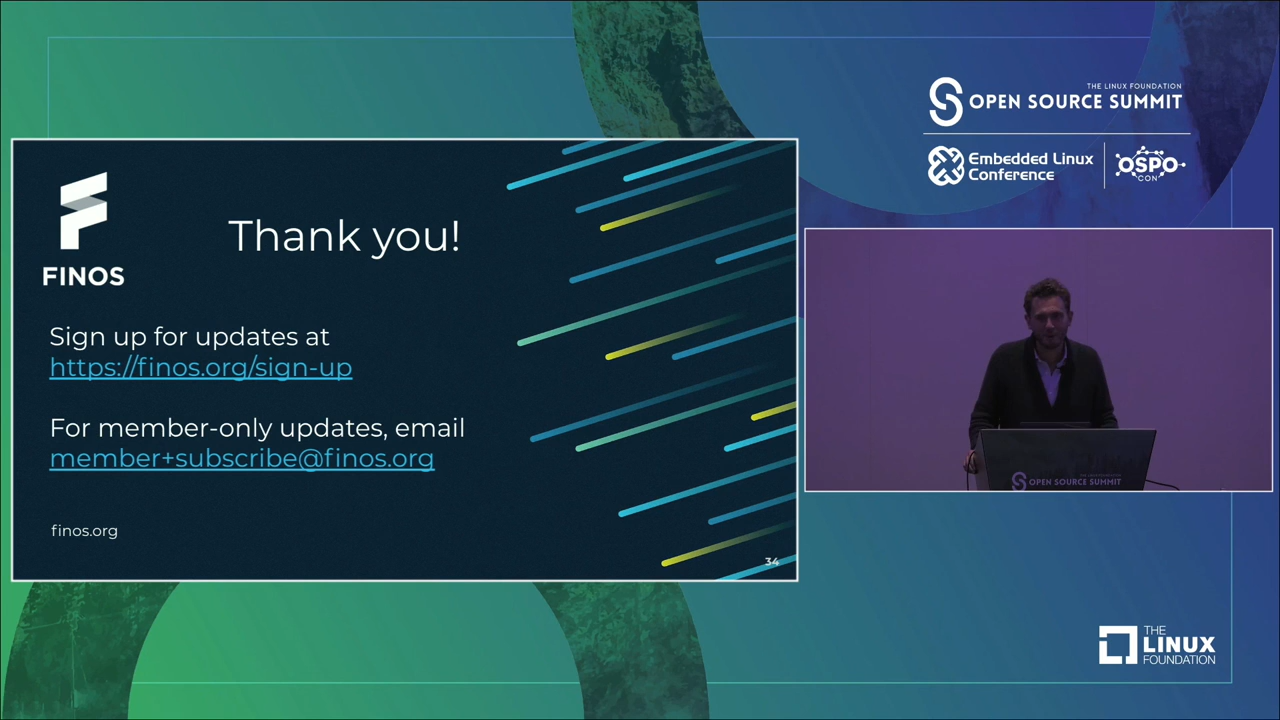 THE LINUX FOUNDATION
OPEN SOURCE SUMMIT
Embedded Linux
Conference
OSPO
CON
FINOS
Thank you!
Sign up for updates at
https://finos.org/sign-up
For member-only updates, email
member+subscribe@finos.org
finos.org
34
OPEN SOURCE SUMMIT
THE
LINUX
FOUNDATION